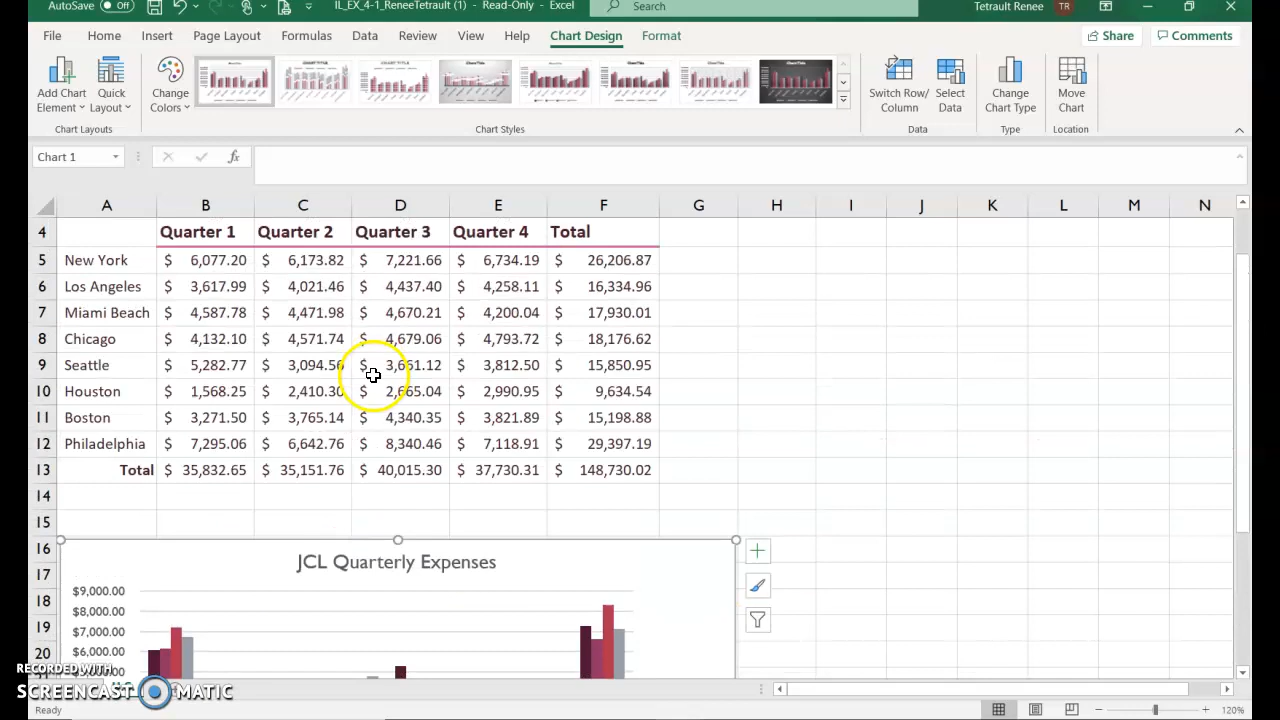 AutoSave Off IL_EX_4-1_ReneeTetrault (1) - Read-Only - Excel Search Tetrault Renee TR
File Home Insert Page Layout Formulas Data Review View Help Chart Design Format Share Comments
Add Chart Element Quick Layout Change Colors Switch Row/ Column Select Data Change Chart Type Move Chart
Chart Layouts Chart Styles Data Type Location
Chart 1 fx
A B C D E F G H I J K L M N
4 Quarter 1 Quarter 2 Quarter 3 Quarter 4 Total
5 New York $ 6,077.20 $ 6,173.82 $ 7,221.66 $ 6,734.19 $ 26,206.87
6 Los Angeles $ 3,617.99 $ 4,021.46 $ 4,437.40 $ 4,258.11 $ 16,334.96
7 Miami Beach $ 4,587.78 $ 4,471.98 $ 4,670.21 $ 4,200.04 $ 17,930.01
8 Chicago $ 4,132.10 $ 4,571.74 $ 4,679.06 $ 4,793.72 $ 18,176.62
9 Seattle $ 5,282.77 $ 3,094.56 $ 3,661.12 $ 3,812.50 $ 15,850.95
10 Houston $ 1,568.25 $ 2,410.30 $ 2,665.04 $ 2,990.95 $ 9,634.54
11 Boston $ 3,271.50 $ 3,765.14 $ 4,340.35 $ 3,821.89 $ 15,198.88
12 Philadelphia $ 7,295.06 $ 6,642.76 $ 8,340.46 $ 7,118.91 $ 29,397.19
13 Total $ 35,832.65 $ 35,151.76 $ 40,015.30 $ 37,730.31 $ 148,730.02
14
15
16 JCL Quarterly Expenses
17 $9,000.00
18 $8,000.00
19 $7,000.00
20 $6,000.00
RECORDED WITH
SCREENCAST-O-MATIC
Ready 120%